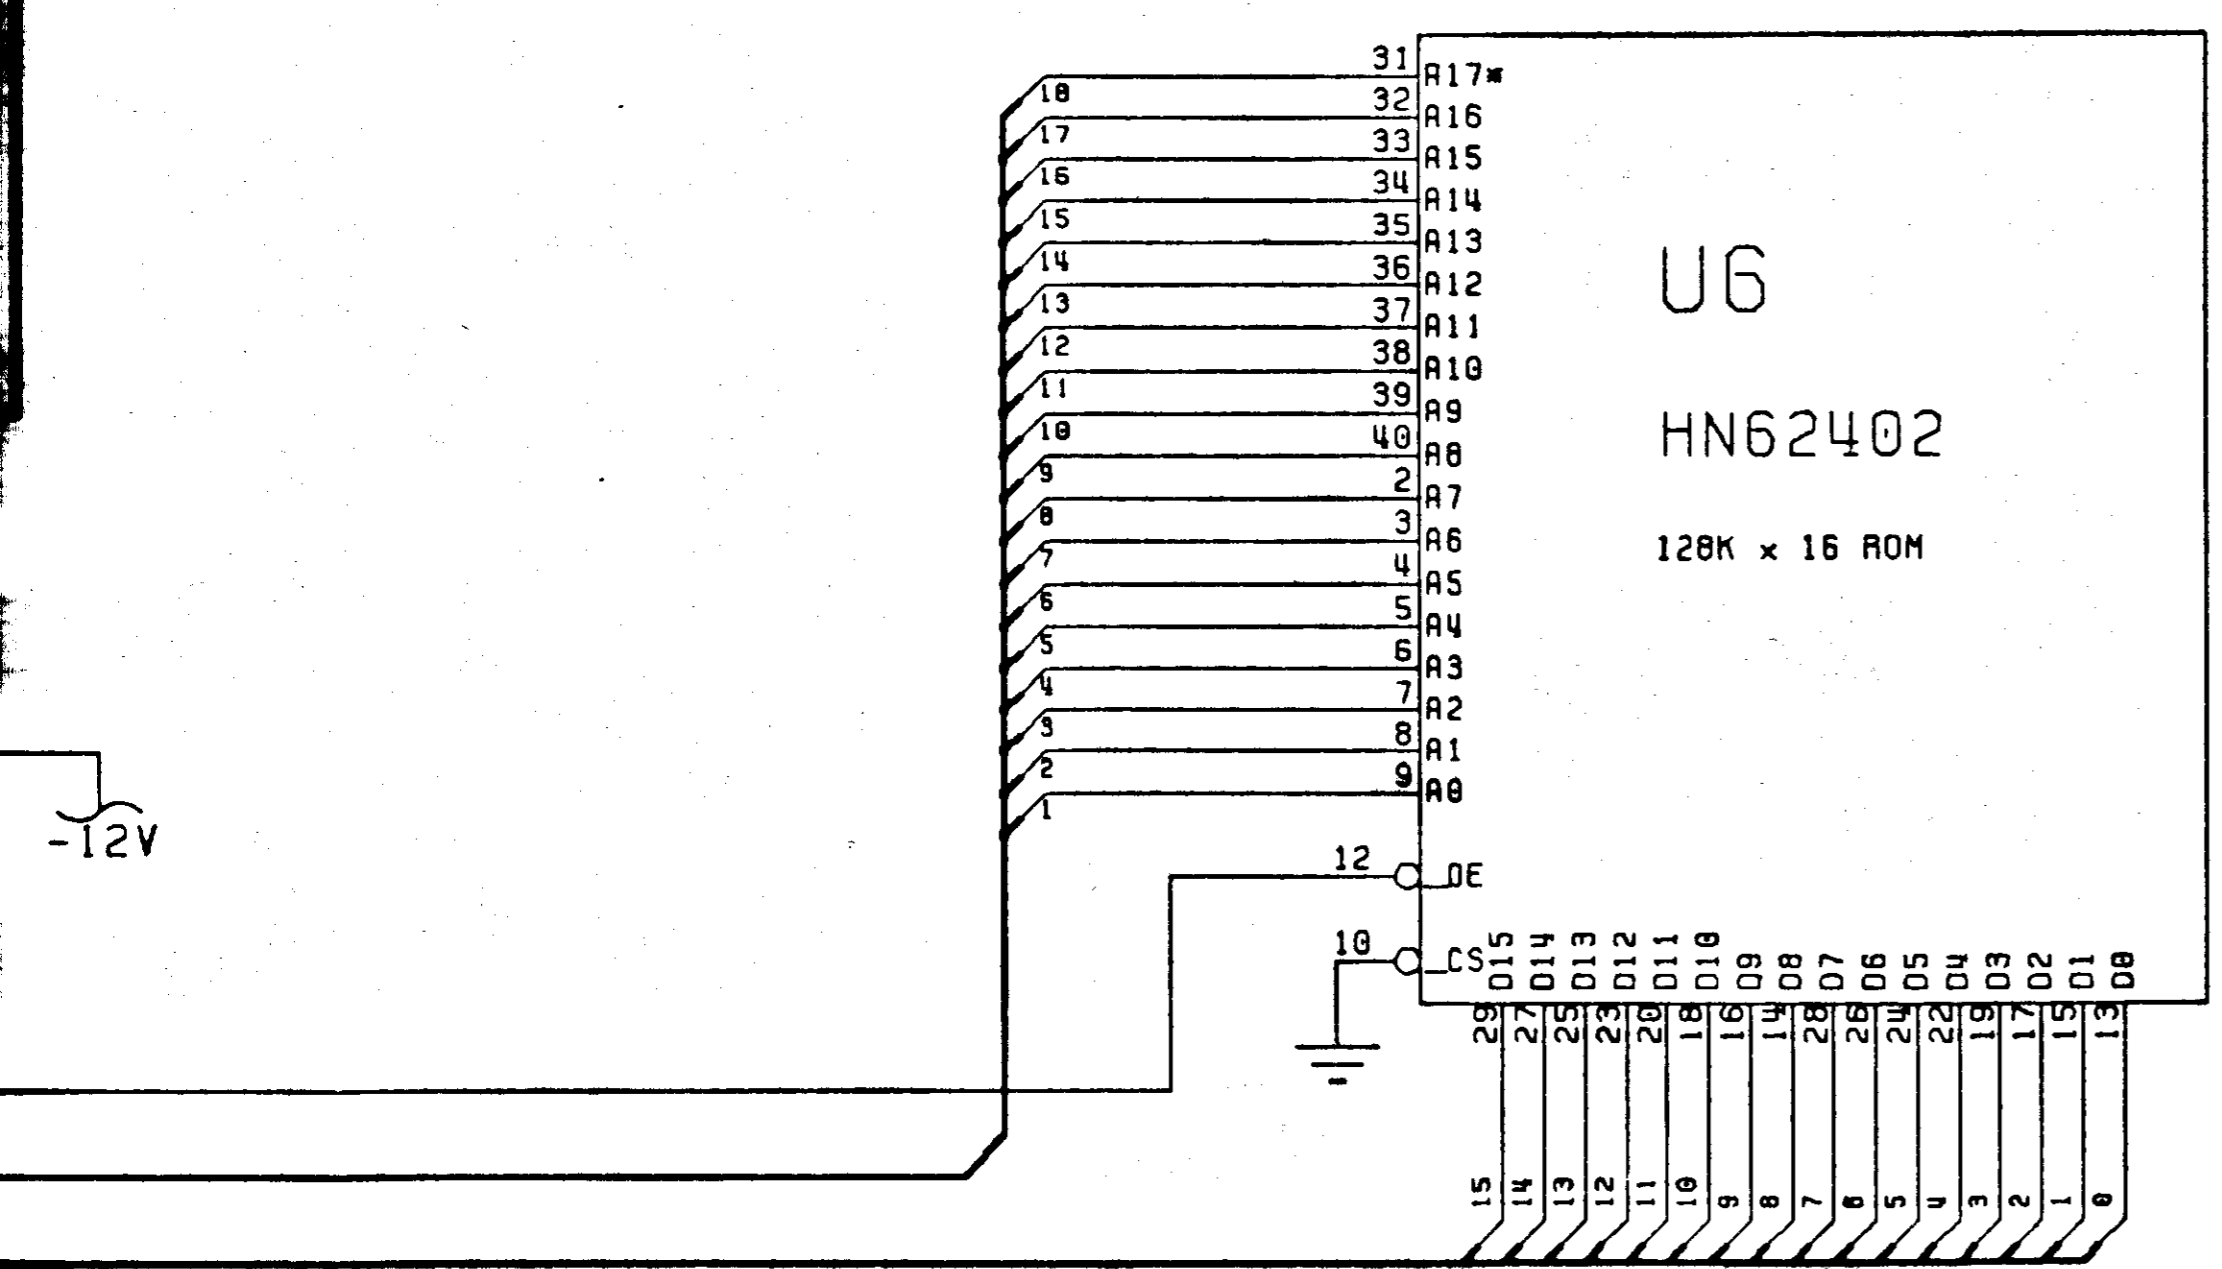 31 A17*
18
32 A16
17
33 A15
16
34 A14
15
35 A13
14
36 A12
13
37 A11
12
38 A10
11
39 A9
10
40 A8
9
2 A7
8
3 A6
7
4 A5
6
5 A4
5
6 A3
4
7 A2
3
8 A1
2
9 A0
1
U6
HN62402
128K x 16 ROM
-12V
12 _OE
10 _CS
D15 D14 D13 D12 D11 D10 D9 D8 D7 D6 D5 D4 D3 D2 D1 D0
29 27 25 23 20 18 16 14 28 26 24 22 19 17 15 13
15 14 13 12 11 10 9 8 7 6 5 4 3 2 1 0